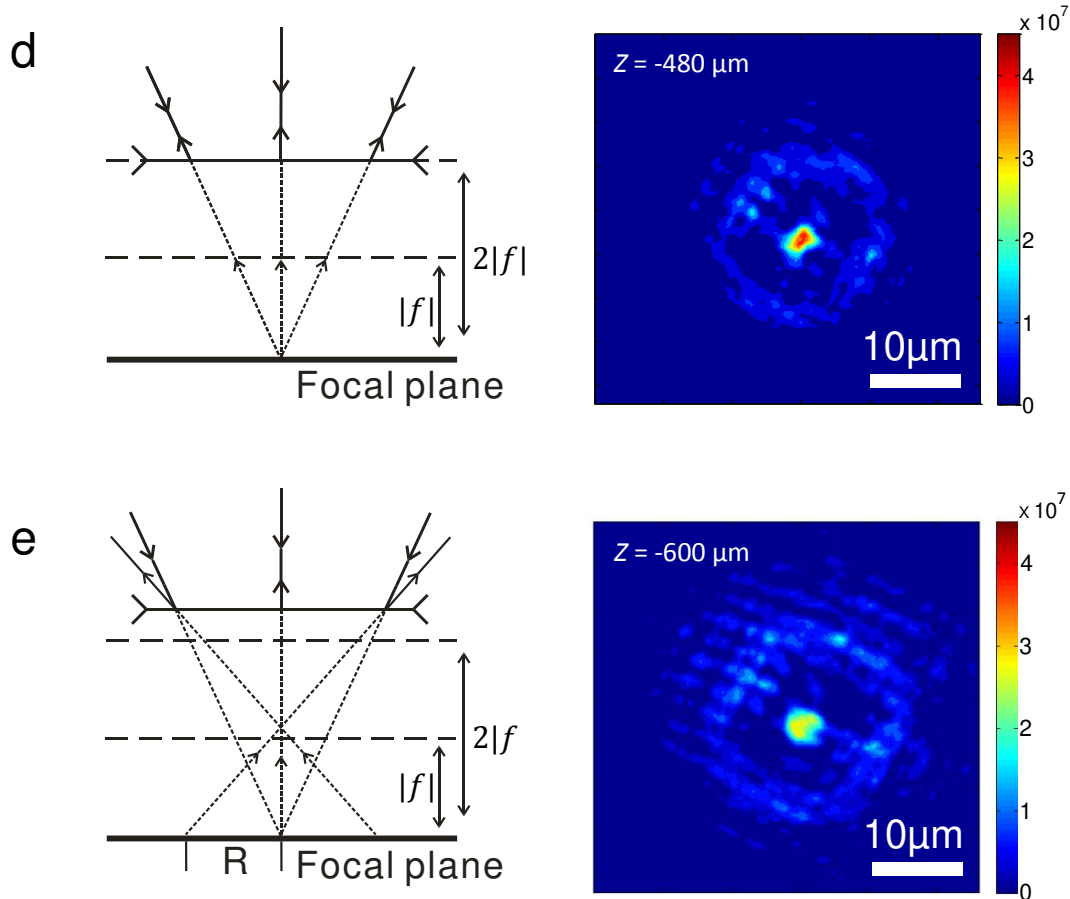 d
2|f|
|f|
Focal plane
Z = -480 µm
10µm
x 10^7
4
3
2
1
0
e
2|f
|f|
R
Focal plane
Z = -600 µm
10µm
x 10^7
4
3
2
1
0